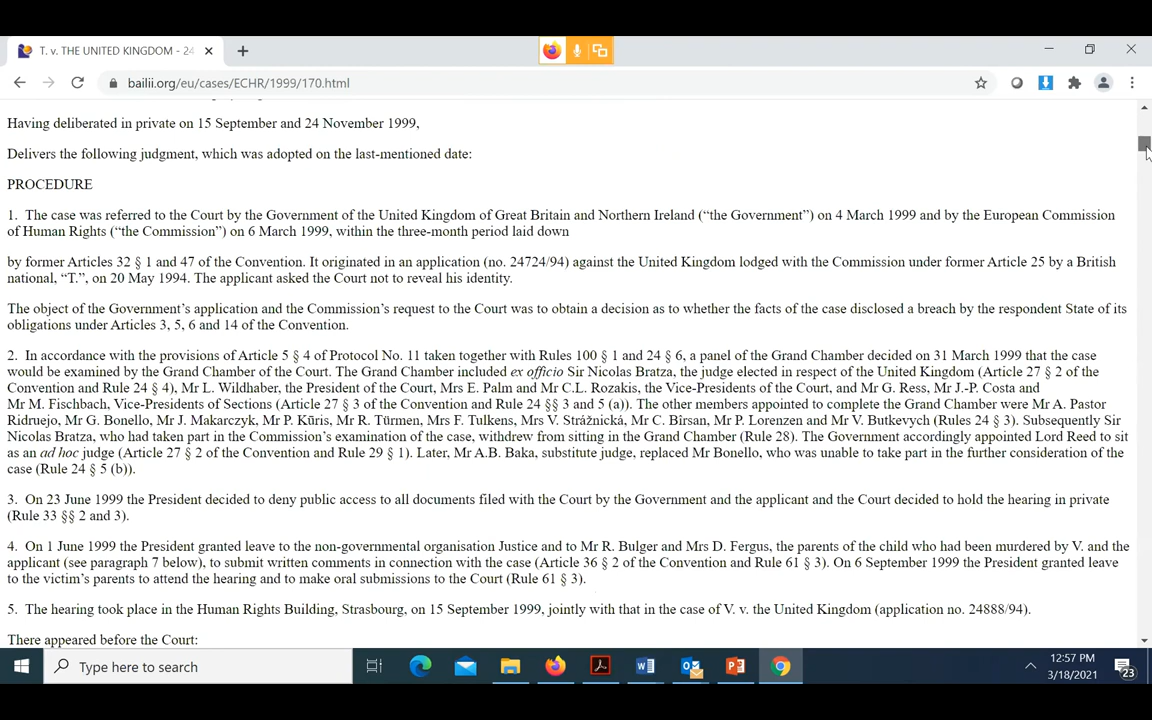 T. v. THE UNITED KINGDOM - 24
bailii.org/eu/cases/ECHR/1999/170.html
Having deliberated in private on 15 September and 24 November 1999,
Delivers the following judgment, which was adopted on the last-mentioned date:
PROCEDURE
1. The case was referred to the Court by the Government of the United Kingdom of Great Britain and Northern Ireland (“the Government”) on 4 March 1999 and by the European Commission
of Human Rights (“the Commission”) on 6 March 1999, within the three-month period laid down
by former Articles 32 § 1 and 47 of the Convention. It originated in an application (no. 24724/94) against the United Kingdom lodged with the Commission under former Article 25 by a British
national, “T.”, on 20 May 1994. The applicant asked the Court not to reveal his identity.
The object of the Government’s application and the Commission’s request to the Court was to obtain a decision as to whether the facts of the case disclosed a breach by the respondent State of its
obligations under Articles 3, 5, 6 and 14 of the Convention.
2. In accordance with the provisions of Article 5 § 4 of Protocol No. 11 taken together with Rules 100 § 1 and 24 § 6, a panel of the Grand Chamber decided on 31 March 1999 that the case
would be examined by the Grand Chamber of the Court. The Grand Chamber included ex officio Sir Nicolas Bratza, the judge elected in respect of the United Kingdom (Article 27 § 2 of the
Convention and Rule 24 § 4), Mr L. Wildhaber, the President of the Court, Mrs E. Palm and Mr C.L. Rozakis, the Vice-Presidents of the Court, and Mr G. Ress, Mr J.-P. Costa and
Mr M. Fischbach, Vice-Presidents of Sections (Article 27 § 3 of the Convention and Rule 24 §§ 3 and 5 (a)). The other members appointed to complete the Grand Chamber were Mr A. Pastor
Ridruejo, Mr G. Bonello, Mr J. Makarczyk, Mr P. Kūris, Mr R. Türmen, Mrs F. Tulkens, Mrs V. Strážnická, Mr C. Bîrsan, Mr P. Lorenzen and Mr V. Butkevych (Rules 24 § 3). Subsequently Sir
Nicolas Bratza, who had taken part in the Commission’s examination of the case, withdrew from sitting in the Grand Chamber (Rule 28). The Government accordingly appointed Lord Reed to sit
as an ad hoc judge (Article 27 § 2 of the Convention and Rule 29 § 1). Later, Mr A.B. Baka, substitute judge, replaced Mr Bonello, who was unable to take part in the further consideration of the
case (Rule 24 § 5 (b)).
3. On 23 June 1999 the President decided to deny public access to all documents filed with the Court by the Government and the applicant and the Court decided to hold the hearing in private
(Rule 33 §§ 2 and 3).
4. On 1 June 1999 the President granted leave to the non-governmental organisation Justice and to Mr R. Bulger and Mrs D. Fergus, the parents of the child who had been murdered by V. and the
applicant (see paragraph 7 below), to submit written comments in connection with the case (Article 36 § 2 of the Convention and Rule 61 § 3). On 6 September 1999 the President granted leave
to the victim’s parents to attend the hearing and to make oral submissions to the Court (Rule 61 § 3).
5. The hearing took place in the Human Rights Building, Strasbourg, on 15 September 1999, jointly with that in the case of V. v. the United Kingdom (application no. 24888/94).
There appeared before the Court:
Type here to search
12:57 PM
3/18/2021
23